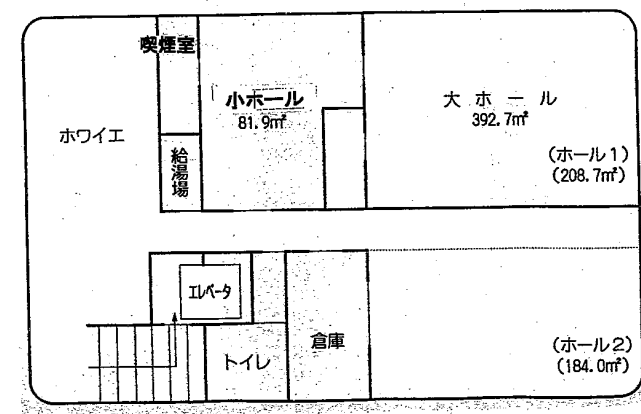 喫煙室
小ホール
81.9㎡
大ホール
392.7㎡
ホワイエ
給湯場
(ホール1)
(208.7㎡)
エレベータ
トイレ
倉庫
(ホール2)
(184.0㎡)